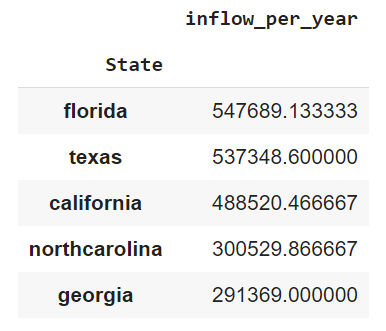 inflow_per_year
State
florida 547689.133333
texas 537348.600000
california 488520.466667
northcarolina 300529.866667
georgia 291369.000000